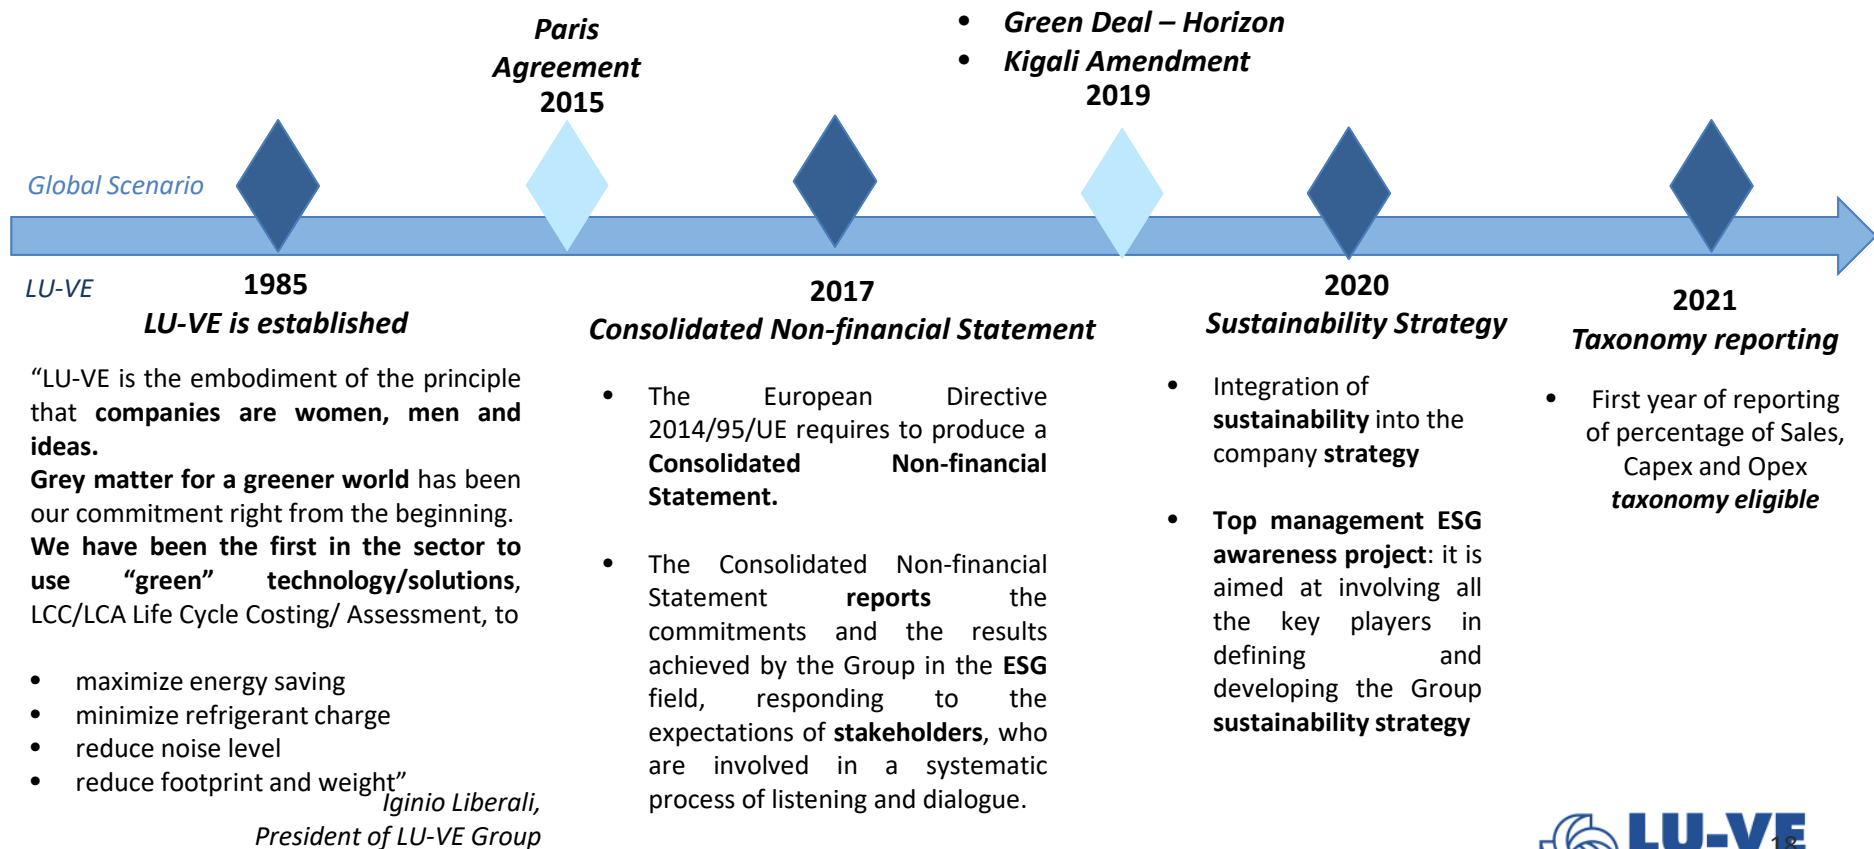 Paris
Agreement
2015
• Green Deal – Horizon
• Kigali Amendment
2019
Global Scenario
LU-VE
1985
LU-VE is established
“LU-VE is the embodiment of the principle
that companies are women, men and
ideas.
Grey matter for a greener world has been
our commitment right from the beginning.
We have been the first in the sector to
use “green” technology/solutions,
LCC/LCA Life Cycle Costing/ Assessment, to
• maximize energy saving
• minimize refrigerant charge
• reduce noise level
• reduce footprint and weight”
Iginio Liberali,
President of LU-VE Group
2017
Consolidated Non-financial Statement
• The European Directive
2014/95/UE requires to produce a
Consolidated Non-financial
Statement.
• The Consolidated Non-financial
Statement reports the
commitments and the results
achieved by the Group in the ESG
field, responding to the
expectations of stakeholders, who
are involved in a systematic
process of listening and dialogue.
2020
Sustainability Strategy
• Integration of
sustainability into the
company strategy
• Top management ESG
awareness project: it is
aimed at involving all
the key players in
defining and
developing the Group
sustainability strategy
2021
Taxonomy reporting
• First year of reporting
of percentage of Sales,
Capex and Opex
taxonomy eligible
LU-VE
18